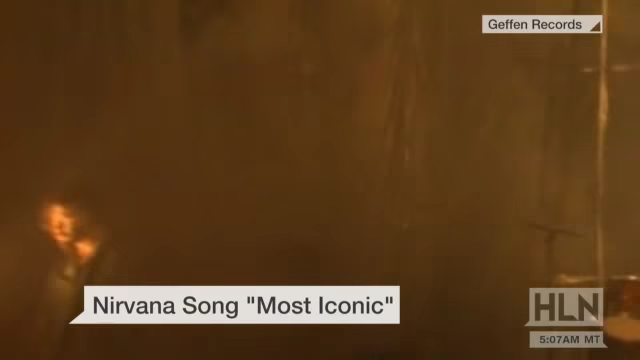 Geffen Records
Nirvana Song "Most Iconic"
HLN
5:07AM MT